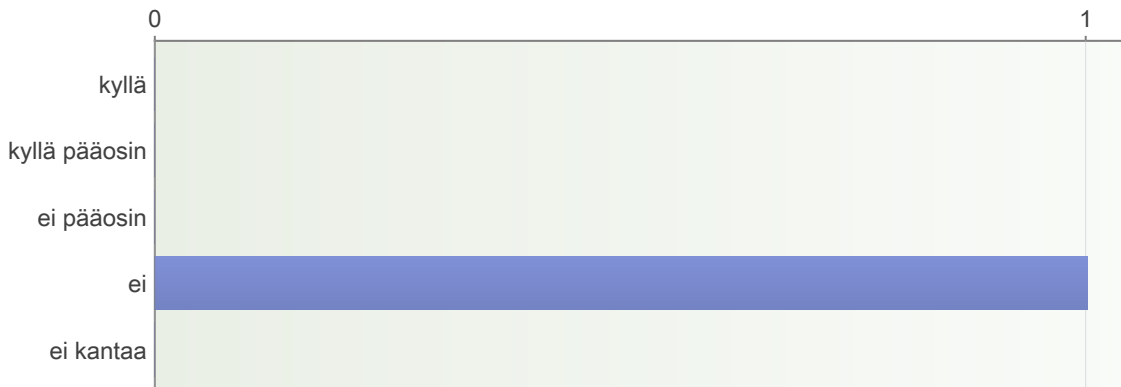 0 1
kyllä
kyllä pääosin
ei pääosin
ei
ei kantaa